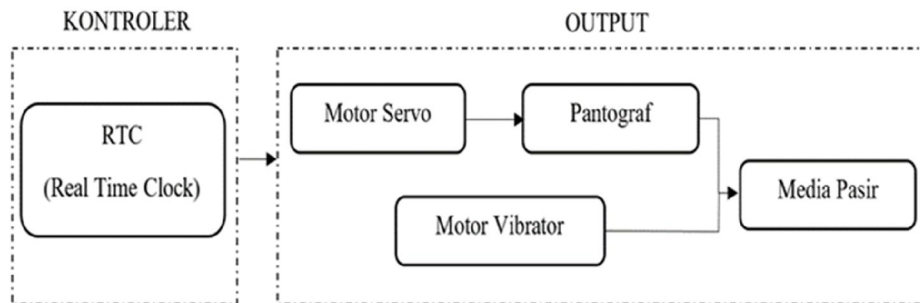 KONTROLER
OUTPUT
RTC
(Real Time Clock)
Motor Servo
Pantograf
Motor Vibrator
Media Pasir